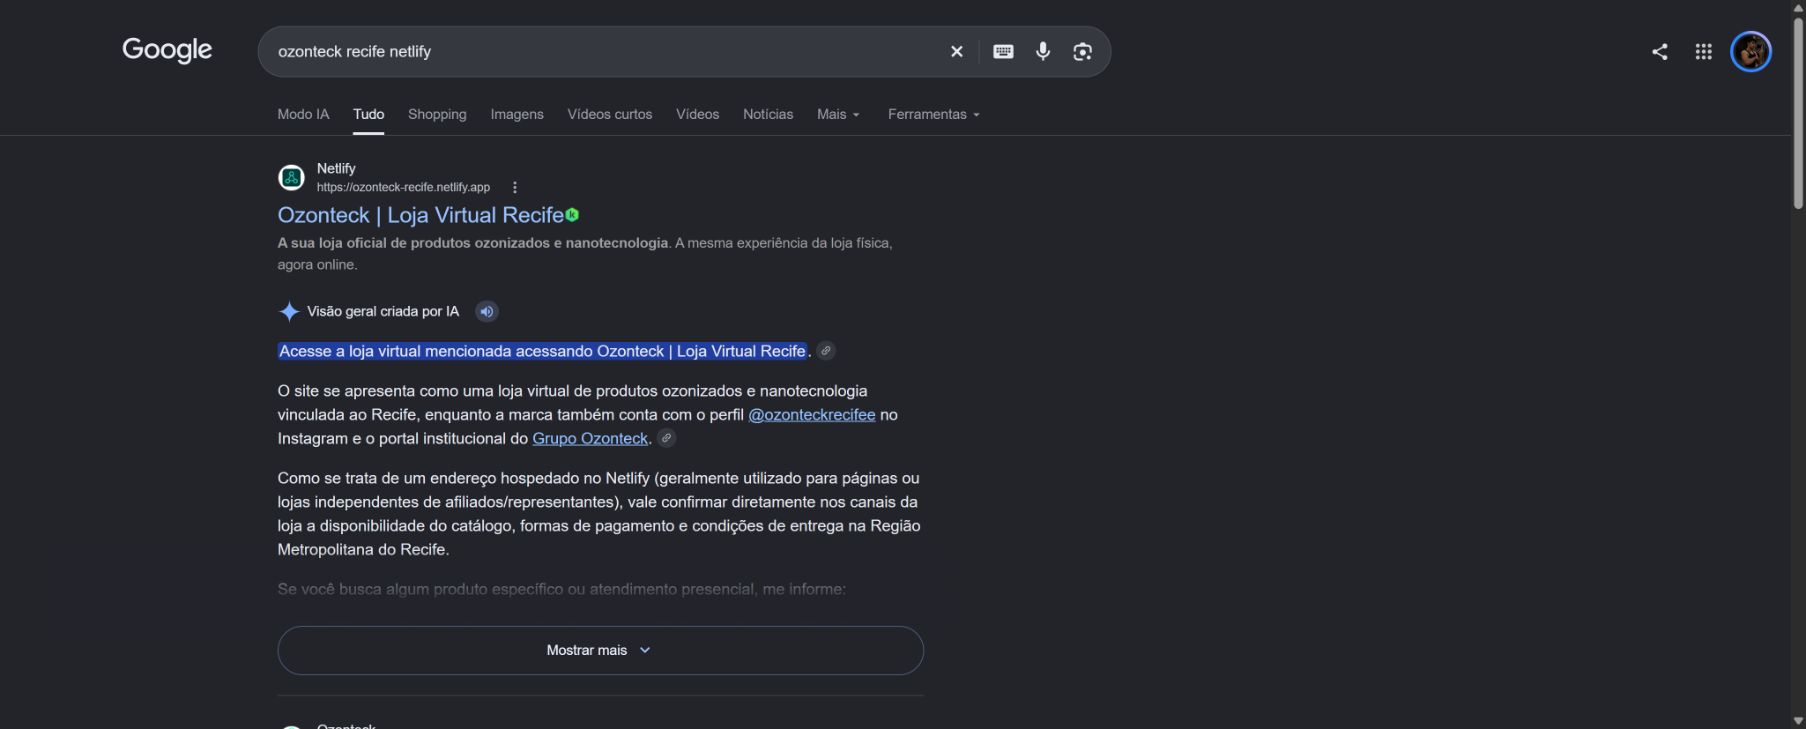 Google
ozonteck recife netlify
Modo IA
Tudo
Shopping
Imagens
Vídeos curtos
Vídeos
Notícias
Mais
Ferramentas
Netlify
https://ozonteck-recife.netlify.app
Ozonteck | Loja Virtual Recife
A sua loja oficial de produtos ozonizados e nanotecnologia. A mesma experiência da loja física,
agora online.
Visão geral criada por IA
Acesse a loja virtual mencionada acessando Ozonteck | Loja Virtual Recife.
O site se apresenta como uma loja virtual de produtos ozonizados e nanotecnologia
vinculada ao Recife, enquanto a marca também conta com o perfil @ozonteckrecifee no
Instagram e o portal institucional do Grupo Ozonteck.
Como se trata de um endereço hospedado no Netlify (geralmente utilizado para páginas ou
lojas independentes de afiliados/representantes), vale confirmar diretamente nos canais da
loja a disponibilidade do catálogo, formas de pagamento e condições de entrega na Região
Metropolitana do Recife.
Se você busca algum produto específico ou atendimento presencial, me informe:
Mostrar mais
Ozonteck